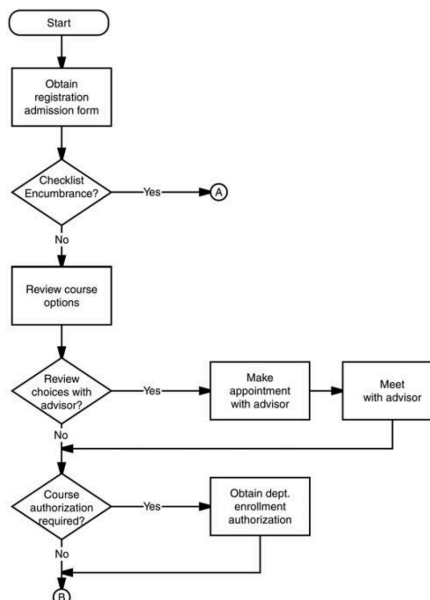 Start
Obtain
registration
admission form
Checklist
Encumbrance?
Yes
A
No
Review course
options
Review
choices with
advisor?
Yes
Make
appointment
with advisor
Meet
with advisor
No
Course
authorization
required?
Yes
Obtain dept.
enrollment
authorization
No
B